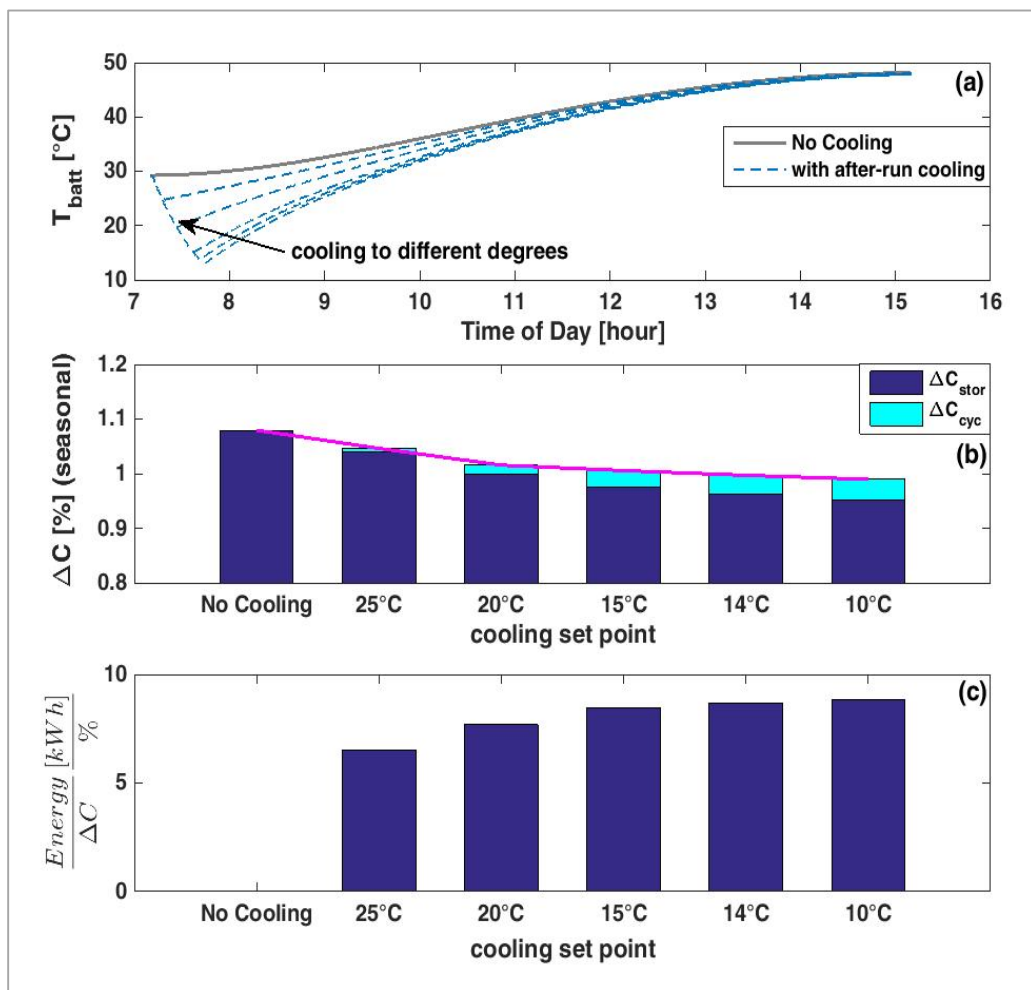 50
40
30
20
10
T_batt [°C]
(a)
No Cooling
with after-run cooling
cooling to different degrees
7 8 9 10 11 12 13 14 15 16
Time of Day [hour]
1.2
1.1
1
0.9
0.8
ΔC [%] (seasonal)
ΔC_stor
ΔC_cyc
(b)
No Cooling 25°C 20°C 15°C 14°C 10°C
cooling set point
10
5
0
Energy [kWh]
ΔC %
(c)
No Cooling 25°C 20°C 15°C 14°C 10°C
cooling set point